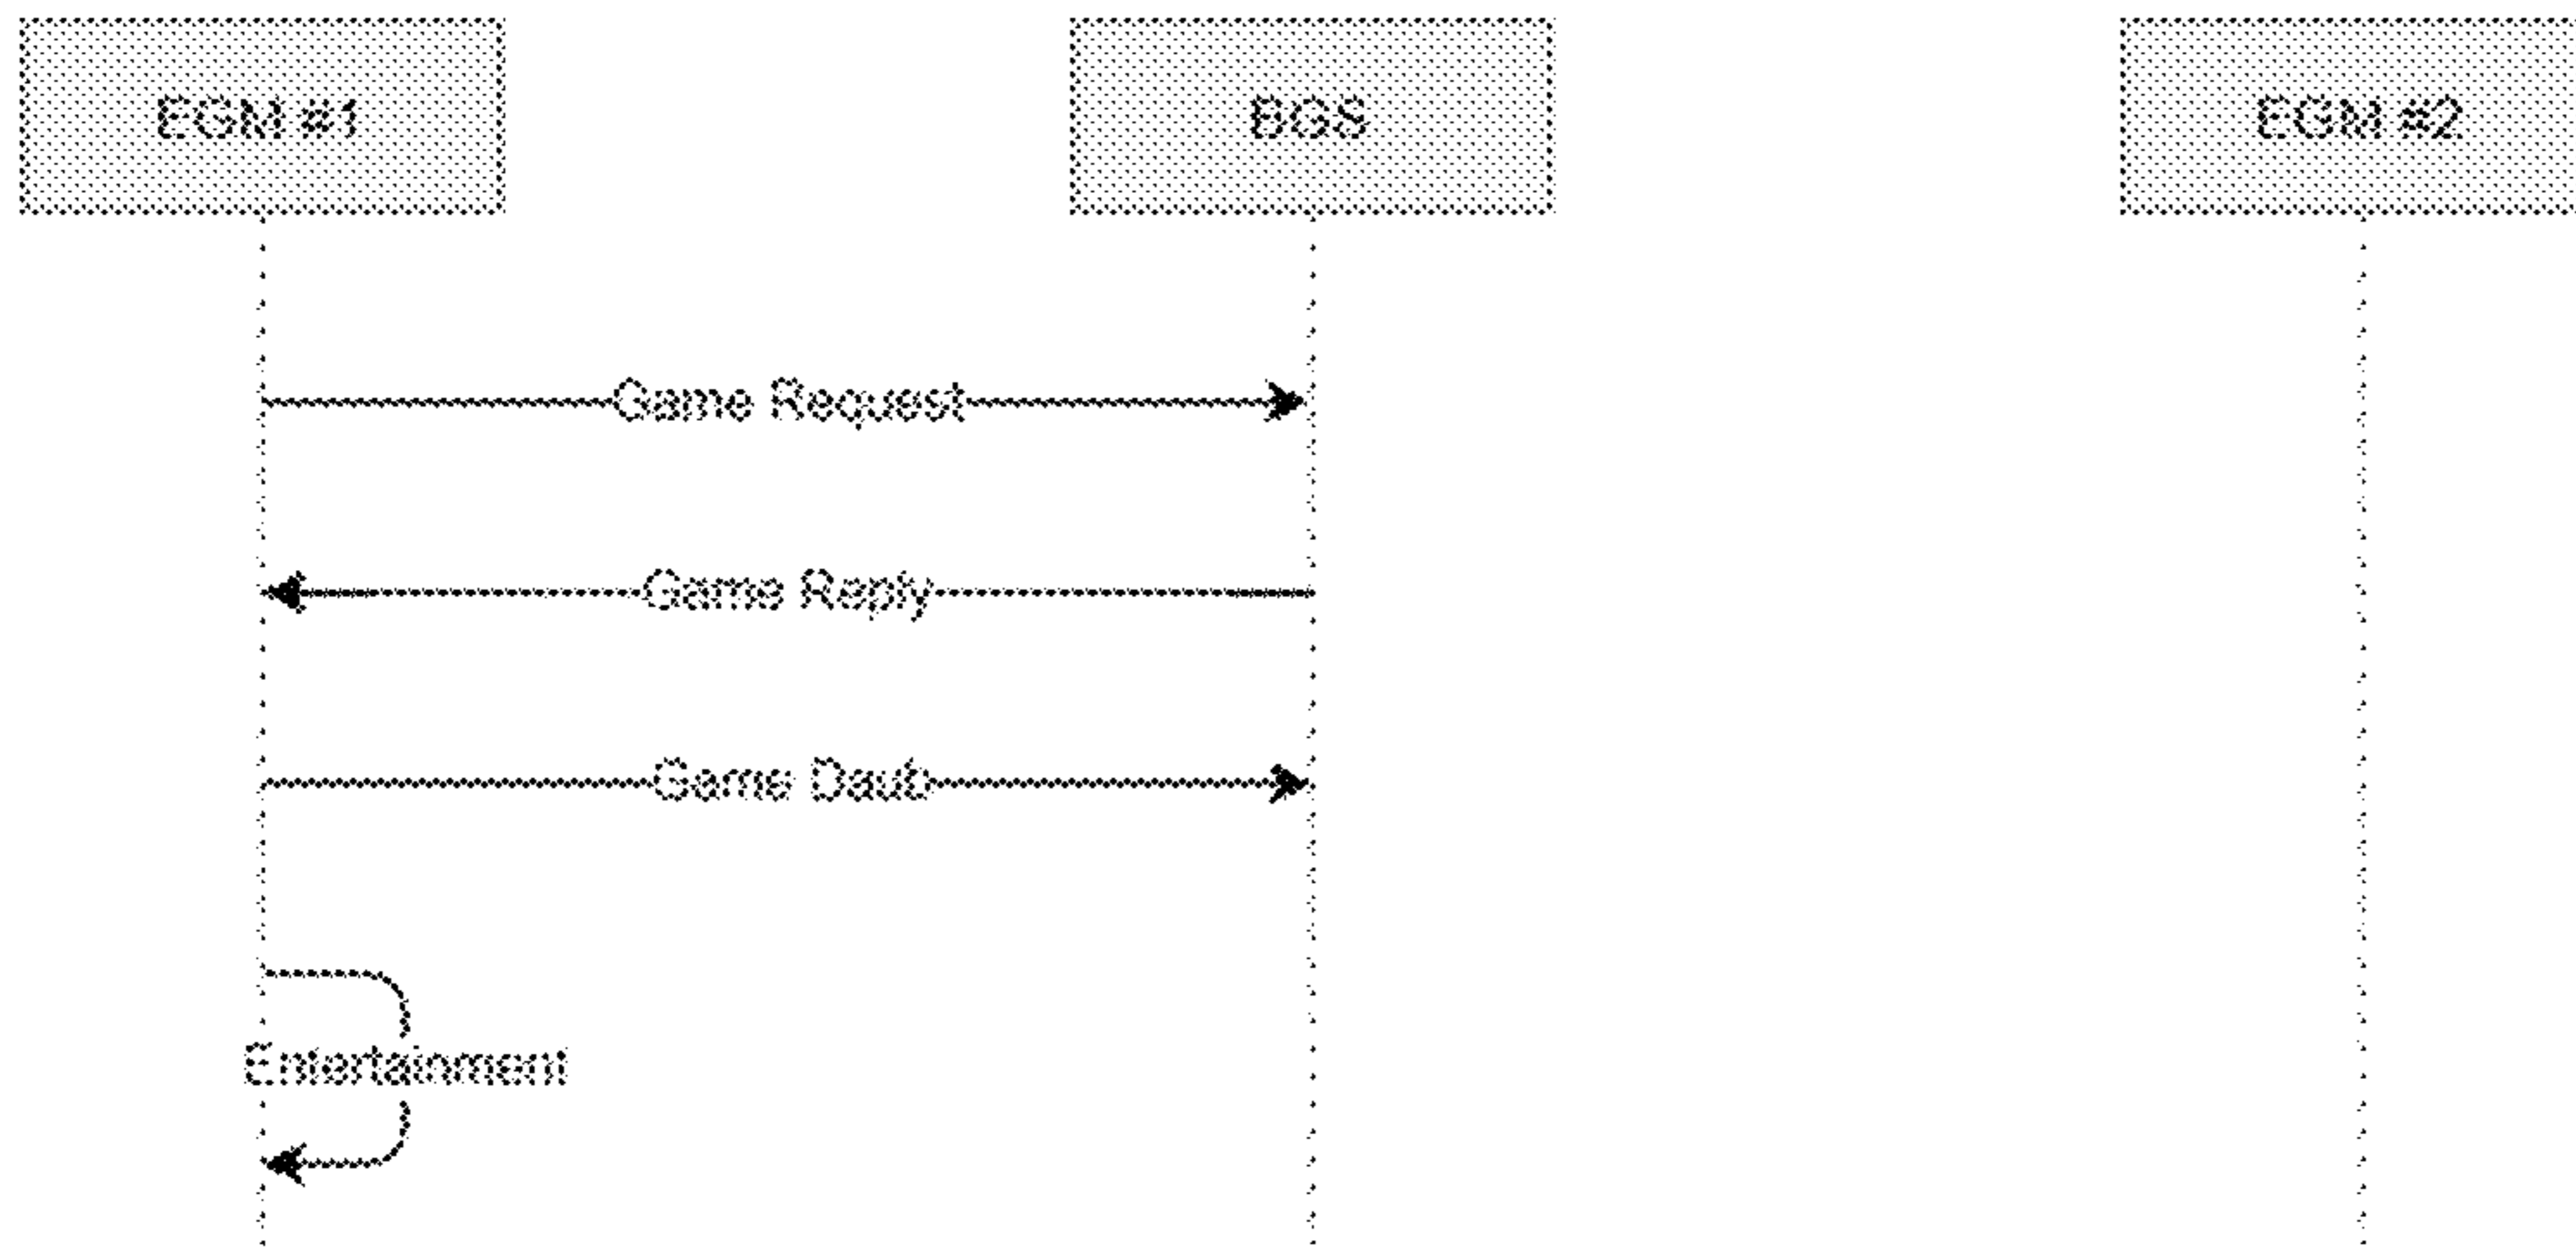 EGM #1
BGS
EGM #2
Game Request
Game Reply
Game Daub
Entertainment